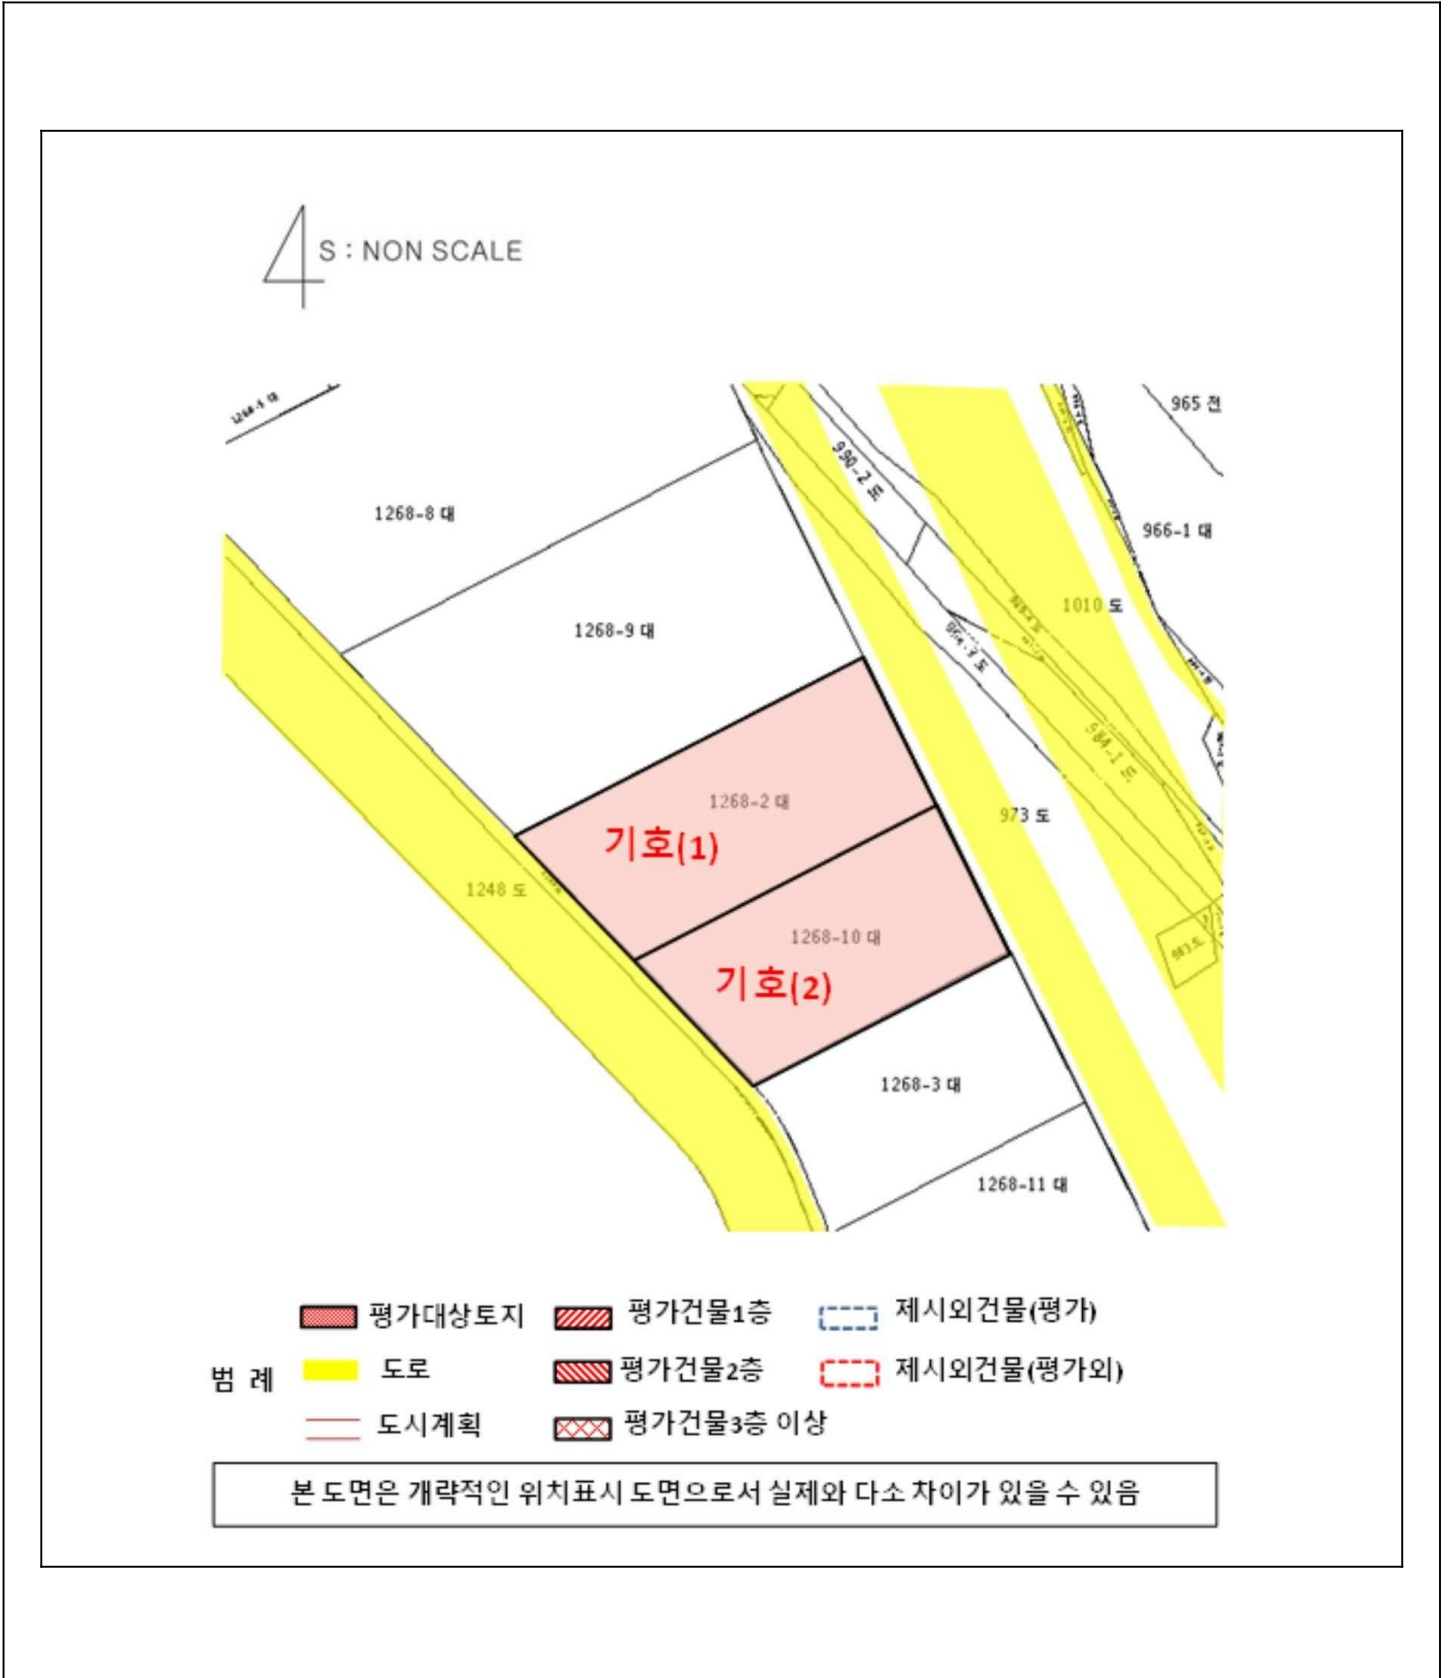 S : NON SCALE
965 전
990-2 도
1268-8 대
966-1 대
1010 도
1268-9 대
984-1 도
1268-2 대
973 도
기호(1)
1248 도
1268-10 대
기호(2)
1268-3 대
1268-11 대
평가대상토지 평가건물1층 제시외건물(평가)
범 례 도로 평가건물2층 제시외건물(평가외)
도시계획 평가건물3층 이상
본 도면은 개략적인 위치표시 도면으로서 실제와 다소 차이가 있을 수 있음